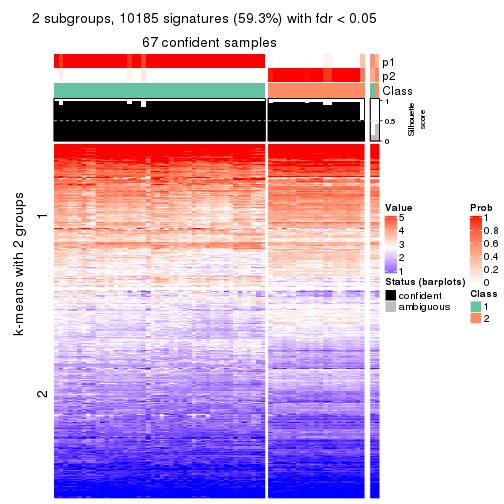 2 subgroups, 10185 signatures (59.3%) with fdr < 0.05
67 confident samples
p1
p2
Class
1
0.5
0
Silhouette
score
k-means with 2 groups
1
2
Value
5
4
3
2
1
Prob
1
0.8
0.6
0.4
0.2
0
Status (barplots)
confident
ambiguous
Class
1
2